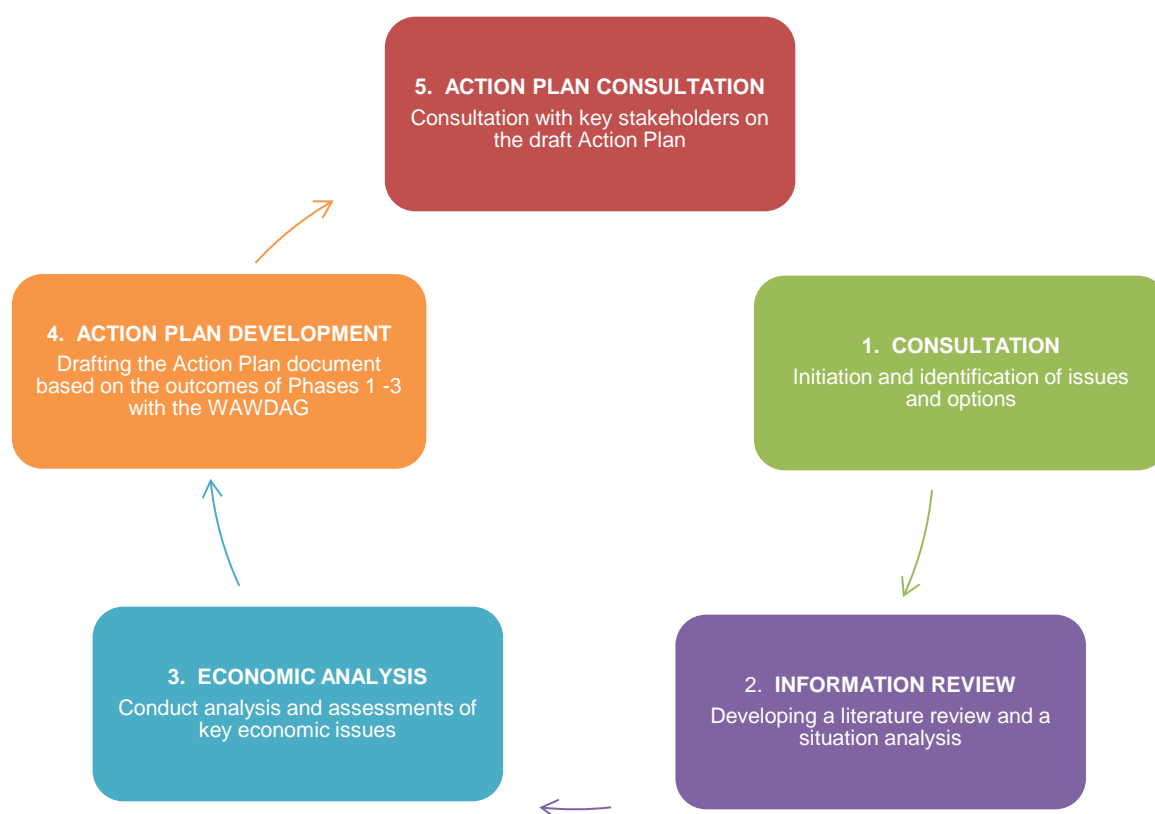 5. ACTION PLAN CONSULTATION
Consultation with key stakeholders on
the draft Action Plan
4. ACTION PLAN DEVELOPMENT
Drafting the Action Plan document
based on the outcomes of Phases 1 -3
with the WAWDAG
1. CONSULTATION
Initiation and identification of issues
and options
3. ECONOMIC ANALYSIS
Conduct analysis and assessments of
key economic issues
2. INFORMATION REVIEW
Developing a literature review and a
situation analysis